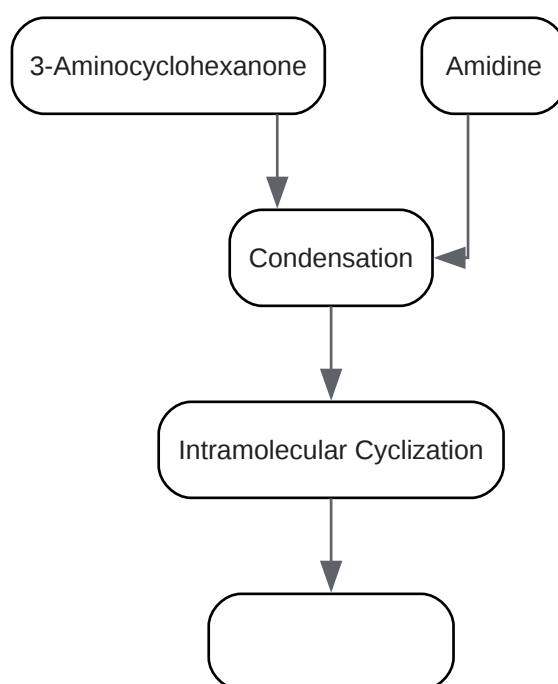 3-Aminocyclohexanone
Amidine
Condensation
Intramolecular Cyclization